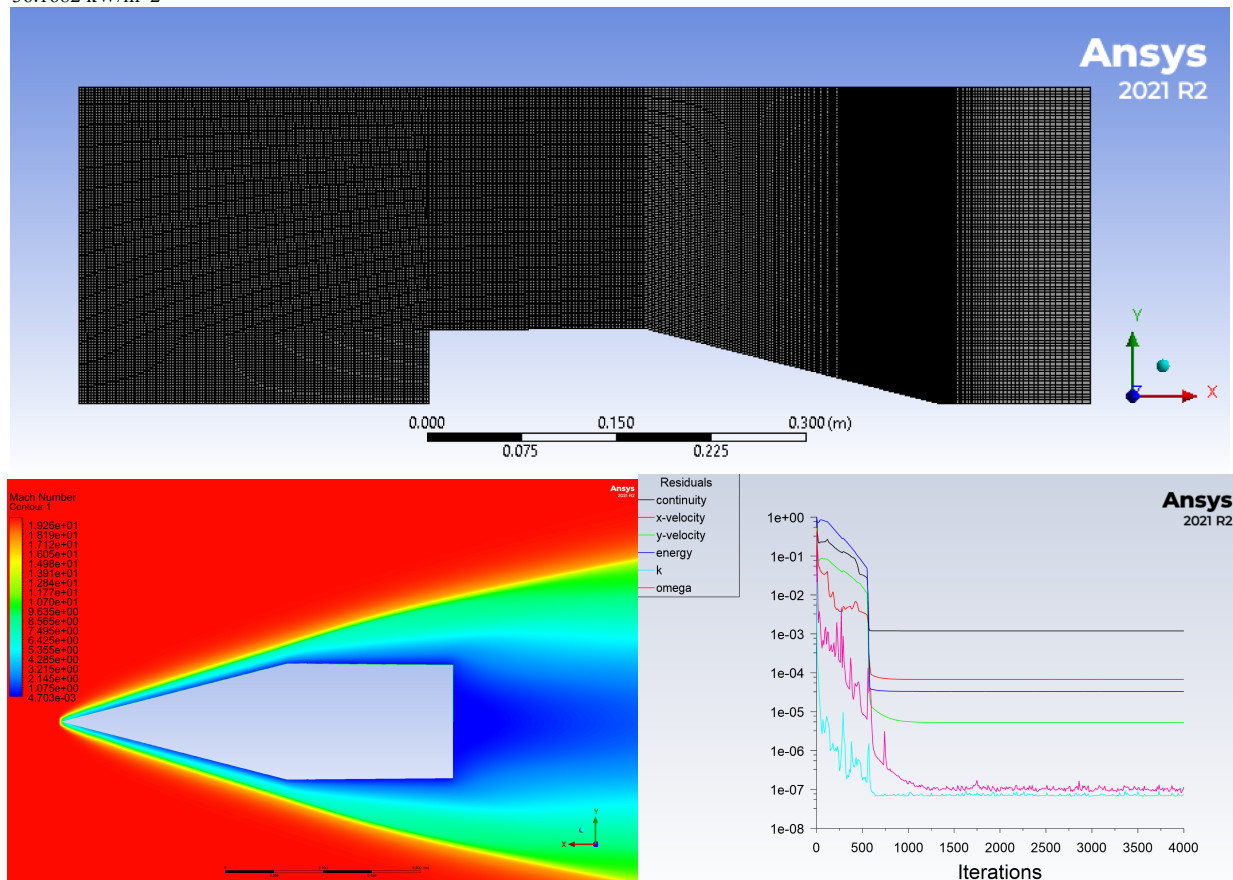 Ansys
2021 R2
Y
X
0.000
0.150
0.300 (m)
0.075
0.225
Mach Number
Contour 1
1.926e+01
1.819e+01
1.712e+01
1.605e+01
1.498e+01
1.391e+01
1.284e+01
1.177e+01
1.070e+01
9.635e+00
8.565e+00
7.495e+00
6.425e+00
5.355e+00
4.285e+00
3.215e+00
2.145e+00
1.075e+00
4.703e-03
Ansys
2021 R2
Y
X
Residuals
continuity
x-velocity
y-velocity
energy
k
omega
Ansys
2021 R2
1e+00
1e-01
1e-02
1e-03
1e-04
1e-05
1e-06
1e-07
1e-08
0
500
1000
1500
2000
2500
3000
3500
4000
Iterations